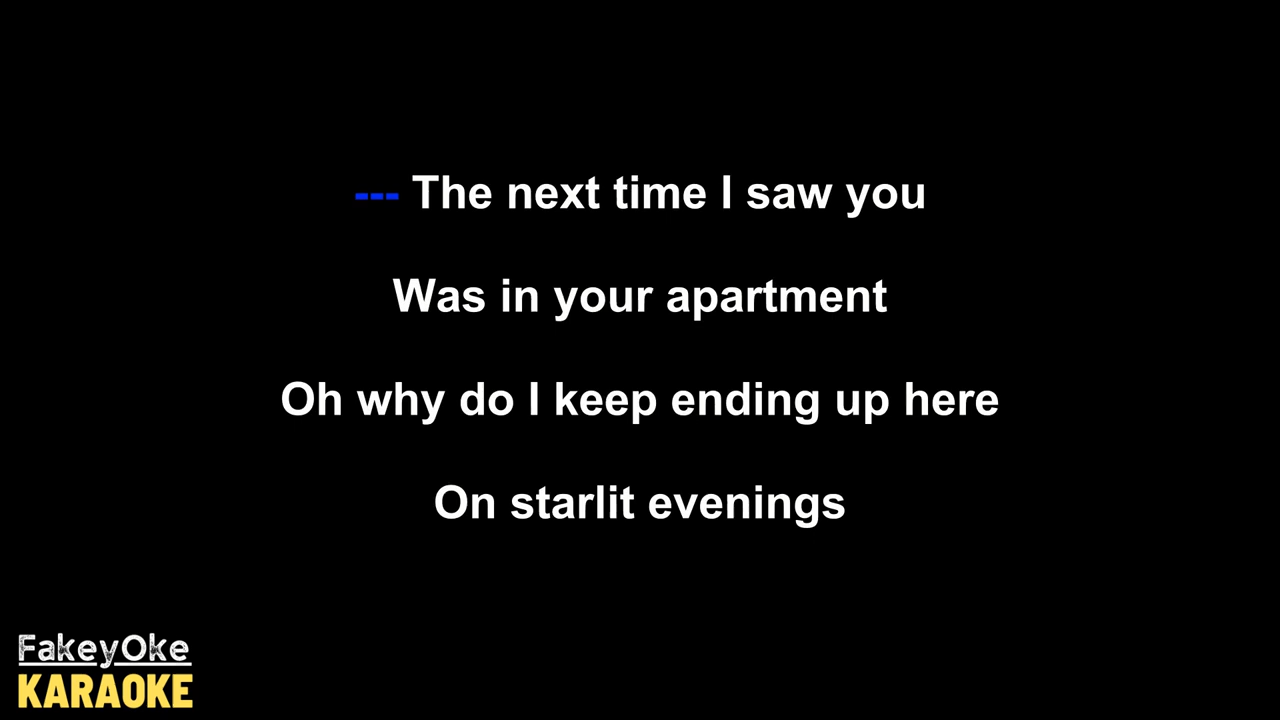 --- The next time I saw you
Was in your apartment
Oh why do I keep ending up here
On starlit evenings
FakeyOke
KARAOKE